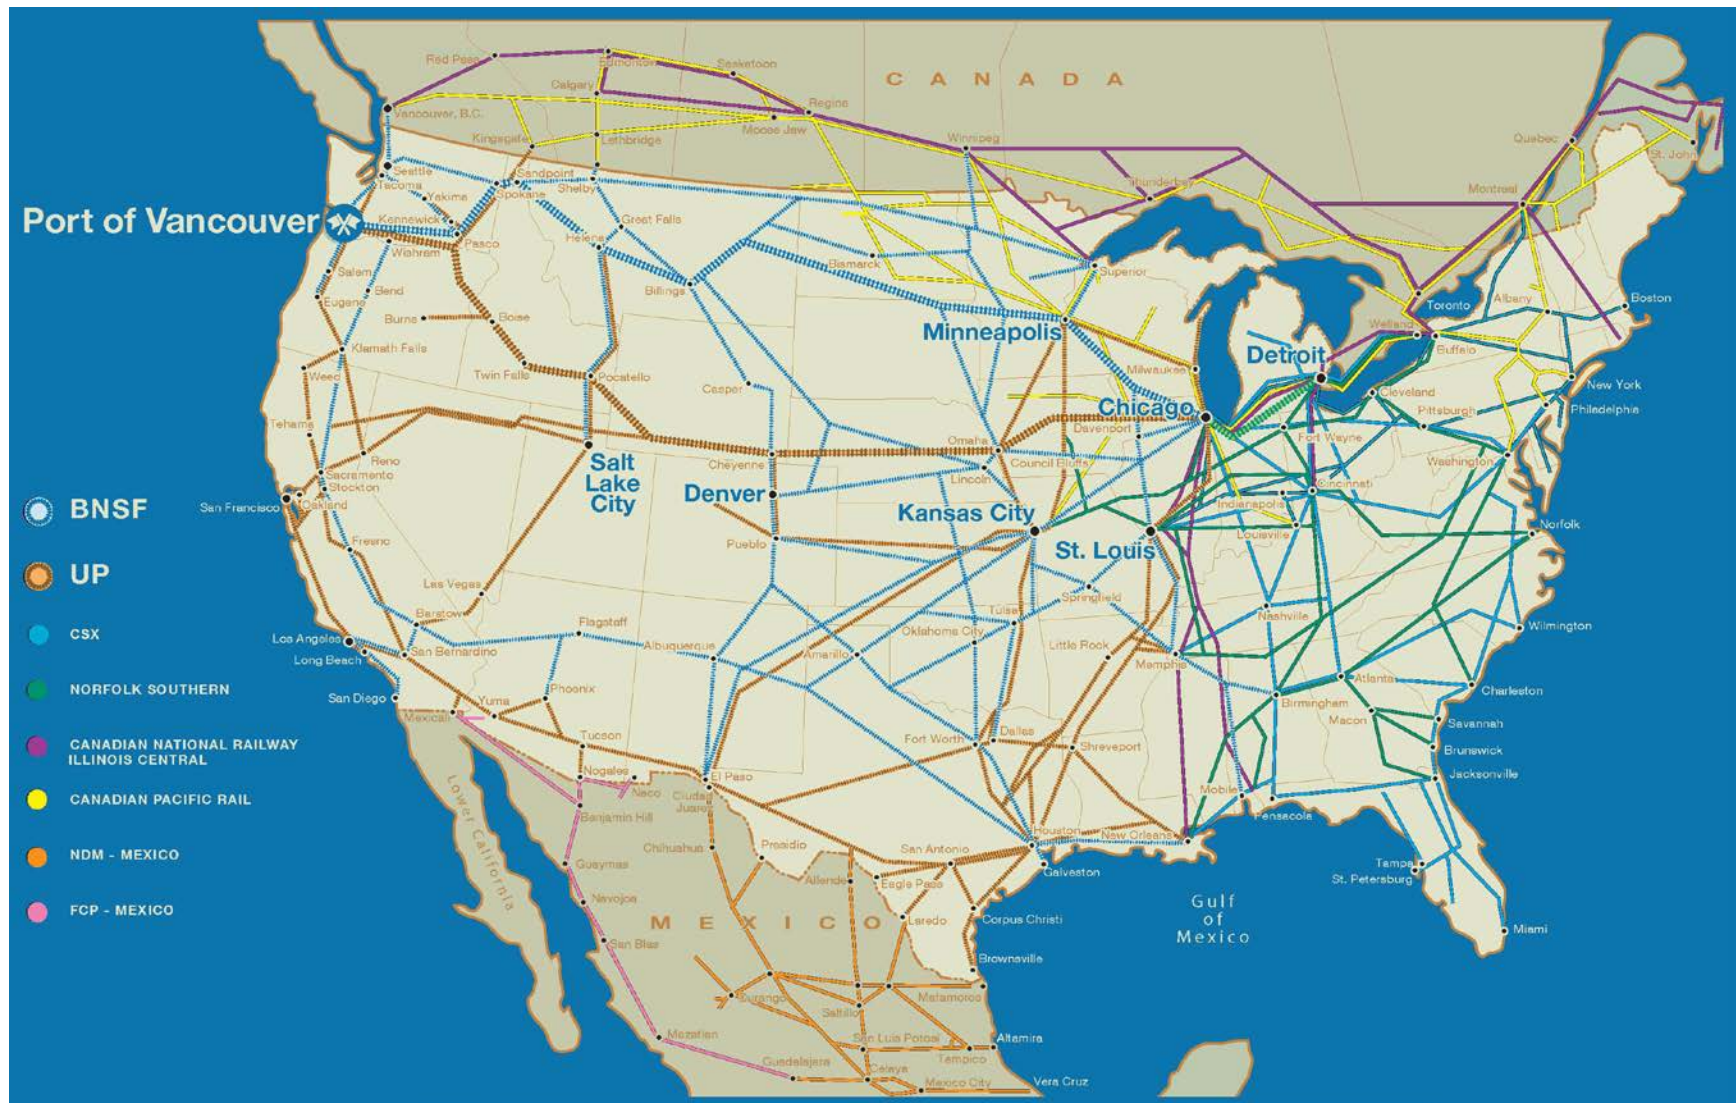 CANADA
Red Pass
Edmonton
Saskatoon
Calgary
Regina
Vancouver, B.C.
Moose Jaw
Kingsgate
Lethbridge
Winnipeg
Quebec
St. John
Seattle
Sandpoint
Tacoma
Shelby
Thunderbay
Montreal
Yakima
Spokane
Port of Vancouver
Kennewick
Great Falls
Pasco
Helena
Wishram
Bismarck
Superior
Salem
Billings
Bend
Eugene
Toronto
Albany
Boston
Burns
Boise
Minneapolis
Welland
Buffalo
Klamath Falls
Detroit
Weed
Twin Falls
Pocatello
Milwaukee
Casper
Cleveland
New York
Chicago
Pittsburgh
Philadelphia
Tehama
Davenport
Fort Wayne
Omaha
Reno
Salt
Lake
City
Cheyenne
Council Bluffs
Washington
Sacramento
Stockton
Lincoln
Cincinnati
BNSF
San Francisco
Oakland
Denver
Kansas City
Indianapolis
Norfolk
Fresno
Pueblo
St. Louis
Louisville
UP
Las Vegas
Springfield
Barstow
Tulsa
Nashville
CSX
Flagstaff
Oklahoma City
Wilmington
Los Angeles
Long Beach
San Bernardino
Albuquerque
Amarillo
Little Rock
Memphis
NORFOLK SOUTHERN
San Diego
Yuma
Phoenix
Atlanta
Charleston
Birmingham
Mexicali
Macon
Savannah
CANADIAN NATIONAL RAILWAY
ILLINOIS CENTRAL
Tucson
Fort Worth
Dallas
Shreveport
Brunswick
Nogales
El Paso
Jacksonville
Lower California
Naco
Ciudad
Juarez
Mobile
CANADIAN PACIFIC RAIL
Benjamin Hill
Pensacola
Houston
New Orleans
Chihuahua
Presidio
San Antonio
NDM - MEXICO
Guaymas
Allende
Eagle Pass
Galveston
Tampa
St. Petersburg
FCP - MEXICO
Navojoa
MEXICO
Laredo
Corpus Christi
Gulf
of
Mexico
Miami
San Blas
Brownsville
Durango
Matamoros
Saltillo
Mazatlan
San Luis Potosi
Altamira
Tampico
Guadalajara
Celaya
Mexico City
Vera Cruz